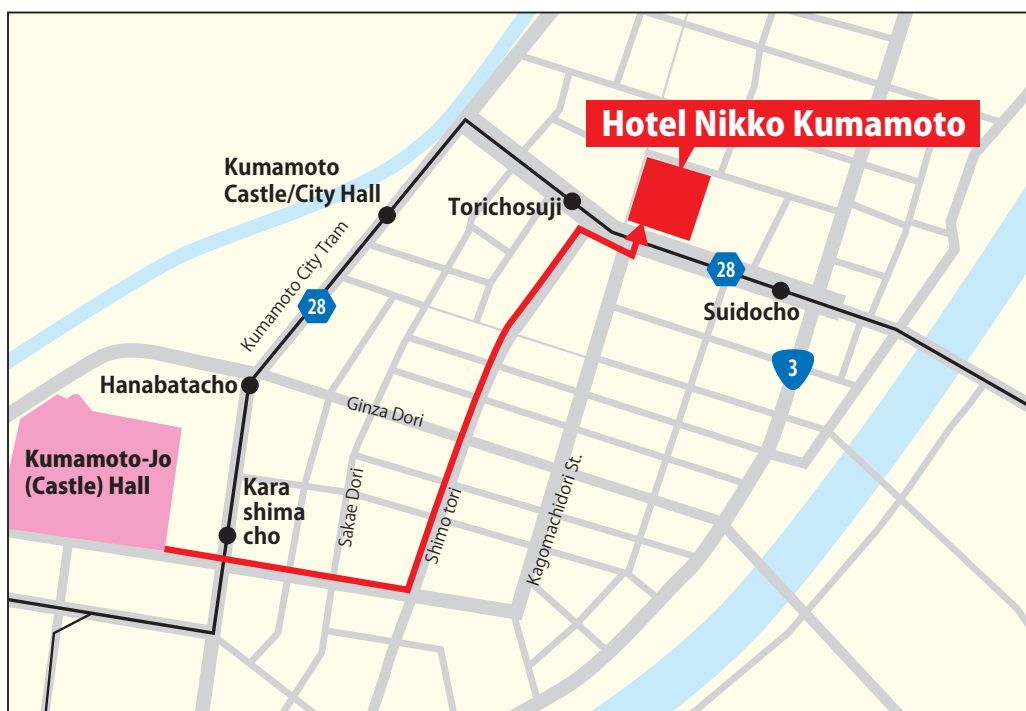 Hotel Nikko Kumamoto
Kumamoto
Castle/City Hall
Torichosuji
Kumamoto City Tram
28
28
Suidocho
3
Hanabatacho
Ginza Dori
Kumamoto-Jo
(Castle) Hall
Kara
shima
cho
Sakae Dori
Shimo tori
Kagomachidori St.